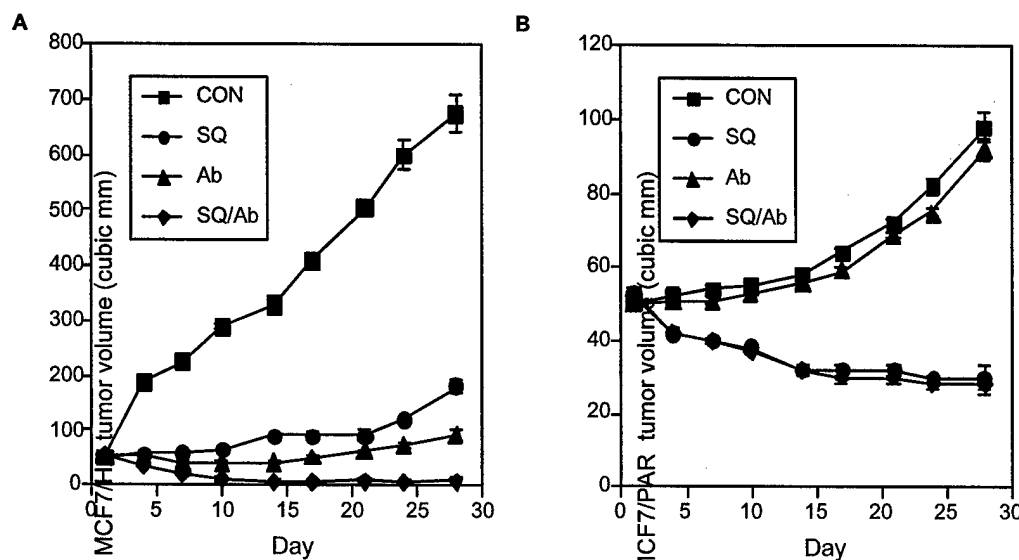 A
800
700
600
500
400
300
200
100
0
MCF7/ tumor volume (cubic mm)
CON
SQ
Ab
SQ/Ab
0 5 10 15 20 25 30
Day
B
120
100
80
60
40
20
0
MCF7/PAR tumor volume (cubic mm)
CON
SQ
Ab
SQ/Ab
0 5 10 15 20 25 30
Day